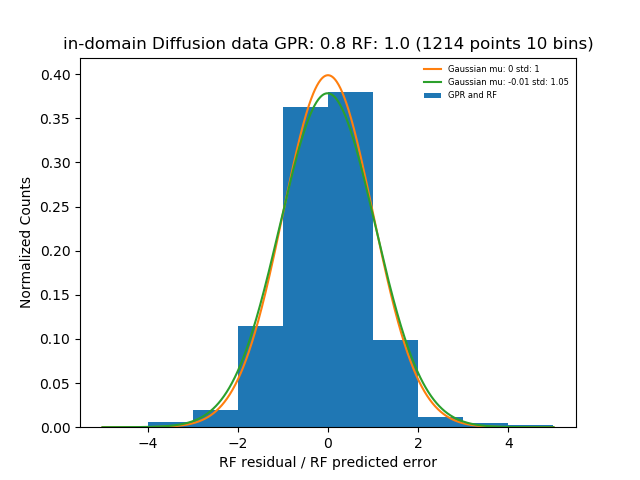 in-domain Diffusion data GPR: 0.8 RF: 1.0 (1214 points 10 bins)
Gaussian mu: 0 std: 1
Gaussian mu: -0.01 std: 1.05
GPR and RF
Normalized Counts
0.40
0.35
0.30
0.25
0.20
0.15
0.10
0.05
0.00
−4 −2 0 2 4
RF residual / RF predicted error